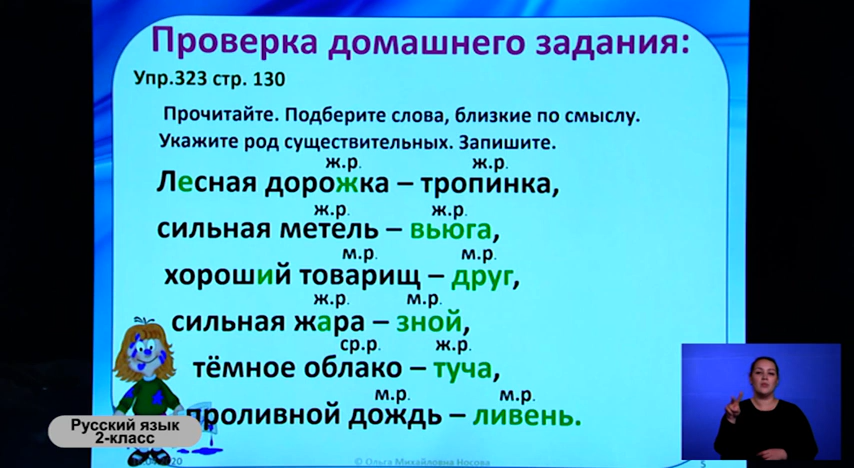 Проверка домашнего задания:
Упр.323 стр. 130
Прочитайте. Подберите слова, близкие по смыслу.
Укажите род существительных. Запишите.
ж.р. ж.р.
Лесная дорожка – тропинка,
ж.р. ж.р.
сильная метель – вьюга,
м.р. м.р.
хороший товарищ – друг,
ж.р. м.р.
сильная жара – зной,
ср.р. ж.р.
тёмное облако – туча,
м.р. м.р.
проливной дождь – ливень.
Русский язык
2-класс
© Ольга Михайловна Носова
5